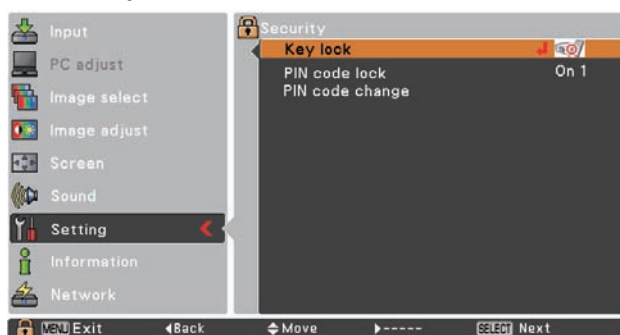 Input
PC adjust
Image select
Image adjust
Screen
Sound
Setting
Information
Network
Security
Key lock
PIN code lock On 1
PIN code change
MENU Exit ◀Back Move ▶----- SELECT Next